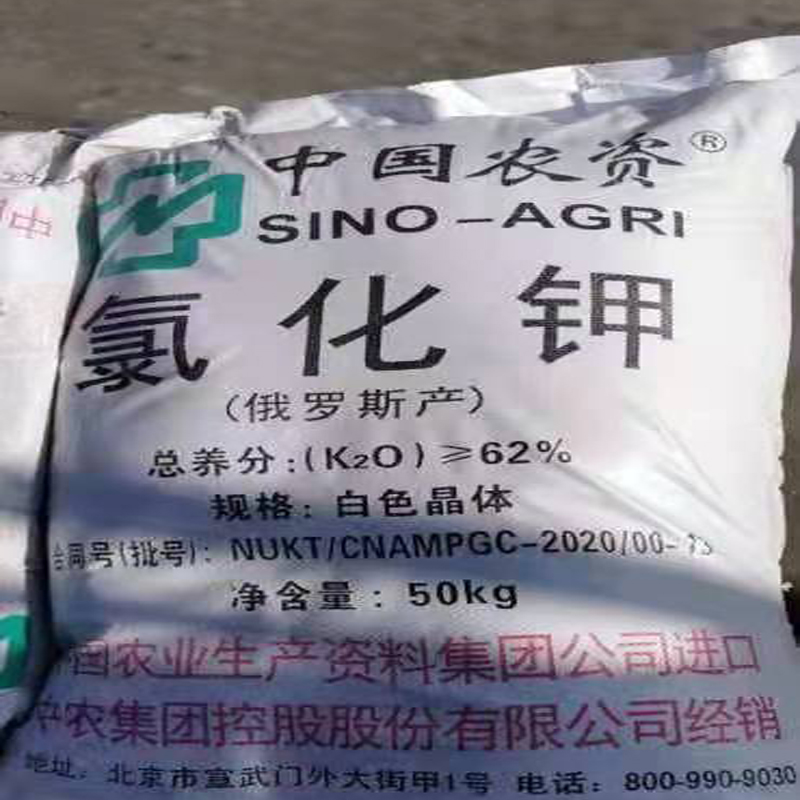 中国农资®
SINO-AGRI
氯化钾
（俄罗斯产）
总养分:(K₂O)≥62%
规格：白色晶体
合同号(批号)：NUKT/CNAMPGC-2020/00-
净含量：50kg
中国农业生产资料集团公司进口
中农集团控股股份有限公司经销
地址：北京市宣武门外大街甲1号 电话：800-990-9030
中